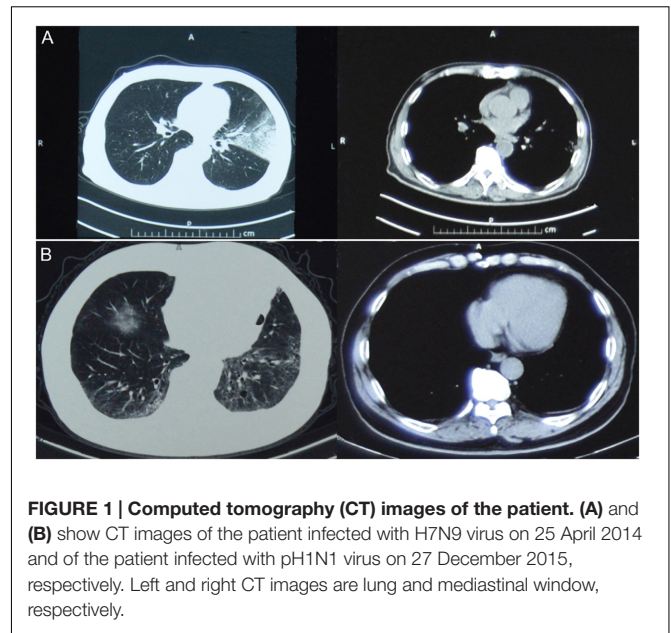 A
A
A
R
L
R
L
P
cm
P
cm
B
A
A
FIGURE 1 | Computed tomography (CT) images of the patient. (A) and
(B) show CT images of the patient infected with H7N9 virus on 25 April 2014
and of the patient infected with pH1N1 virus on 27 December 2015,
respectively. Left and right CT images are lung and mediastinal window,
respectively.